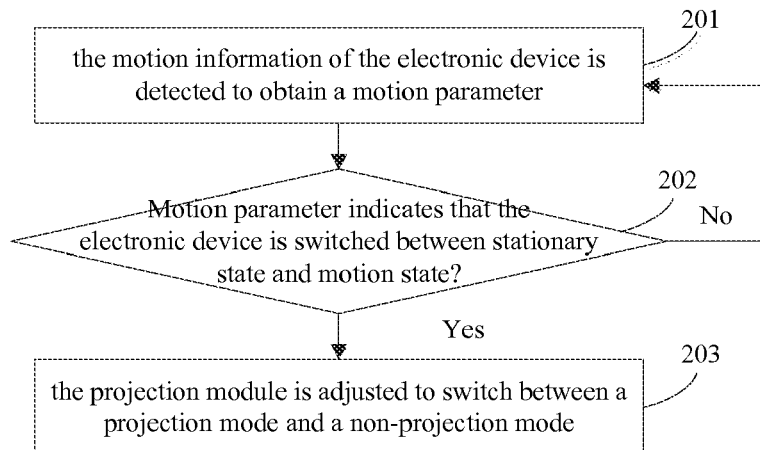 201
the motion information of the electronic device is
detected to obtain a motion parameter
202
Motion parameter indicates that the
electronic device is switched between stationary
state and motion state?
No
Yes
203
the projection module is adjusted to switch between a
projection mode and a non-projection mode